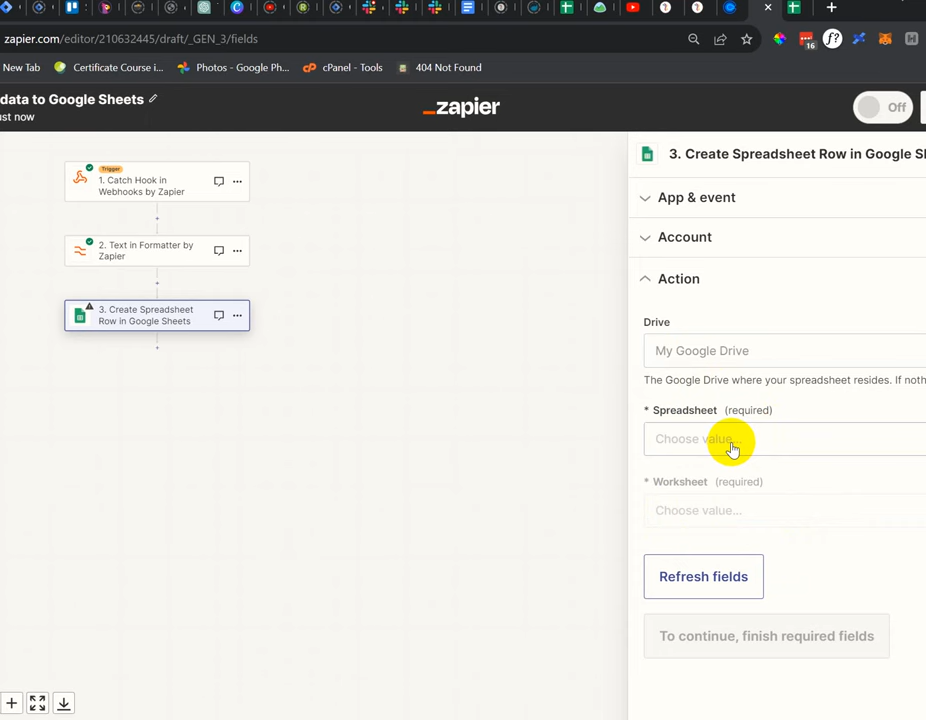 zapier.com/editor/210632445/draft/_GEN_3/fields
16
f?
New Tab
Certificate Course i...
Photos - Google Ph...
cPanel - Tools
404 Not Found
data to Google Sheets
ust now
_zapier
Off
Trigger
1. Catch Hook in
Webhooks by Zapier
2. Text in Formatter by
Zapier
3. Create Spreadsheet
Row in Google Sheets
3. Create Spreadsheet Row in Google Sl
App & event
Account
Action
Drive
My Google Drive
The Google Drive where your spreadsheet resides. If noth
* Spreadsheet (required)
Choose value...
* Worksheet (required)
Choose value...
Refresh fields
To continue, finish required fields